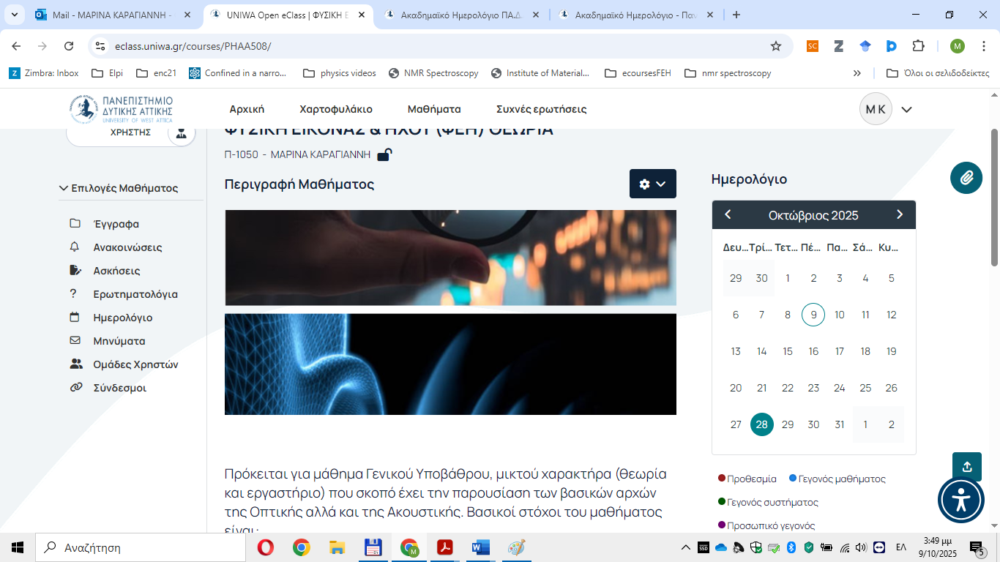 Mail - ΜΑΡΙΝΑ ΚΑΡΑΓΙΑΝΝΗ -
UNIWA Open eClass | ΦΥΣΙΚΗ Ε
Ακαδημαϊκό Ημερολόγιο ΠΑ.Δ
Ακαδημαϊκό Ημερολόγιο - Παν
eclass.uniwa.gr/courses/PHAA508/
SC
M
Zimbra: Inbox
Elpi
enc21
Confined in a narro...
physics videos
NMR Spectroscopy
Institute of Material...
ecoursesFEH
nmr spectroscopy
Όλοι οι σελιδοδείκτες
ΠΑΝΕΠΙΣΤΗΜΙΟ
ΔΥΤΙΚΗΣ ΑΤΤΙΚΗΣ
UNIVERSITY OF WEST ATTICA
Αρχική
Χαρτοφυλάκιο
Μαθήματα
Συχνές ερωτήσεις
Μ Κ
ΧΡΗΣΤΗΣ
Επιλογές Μαθήματος
Έγγραφα
Ανακοινώσεις
Ασκήσεις
Ερωτηματολόγια
Ημερολόγιο
Μηνύματα
Ομάδες Χρηστών
Σύνδεσμοι
ΦΥΣΙΚΗ ΕΙΚΟΝΑΣ & ΗΧΟΥ (ΦΕΗ) ΘΕΩΡΙΑ
Π-1050 - ΜΑΡΙΝΑ ΚΑΡΑΓΙΑΝΝΗ
Περιγραφή Μαθήματος
Πρόκειται για μάθημα Γενικού Υποβάθρου, μικτού χαρακτήρα (θεωρία
και εργαστήριο) που σκοπό έχει την παρουσίαση των βασικών αρχών
της Οπτικής αλλά και της Ακουστικής. Βασικοί στόχοι του μαθήματος
είναι:
Ημερολόγιο
Οκτώβριος 2025
Δευ... Τρί... Τετ... Πέ... Πα... Σά... Κυ...
29 30 1 2 3 4 5
6 7 8 9 10 11 12
13 14 15 16 17 18 19
20 21 22 23 24 25 26
27 28 29 30 31 1 2
Προθεσμία
Γεγονός μαθήματος
Γεγονός συστήματος
Προσωπικό γεγονός
Αναζήτηση
M
SSD
ΕΛ
3:49 μμ
9/10/2025
5